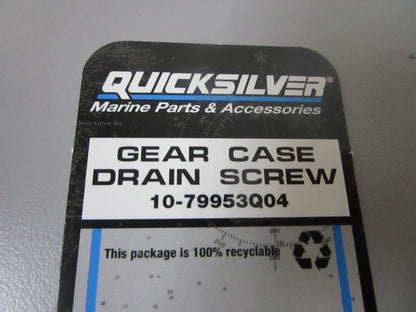 QUICKSILVER®
Marine Parts & Accessories
GEAR CASE
DRAIN SCREW
10-79953Q04
This package is 100% recyclable